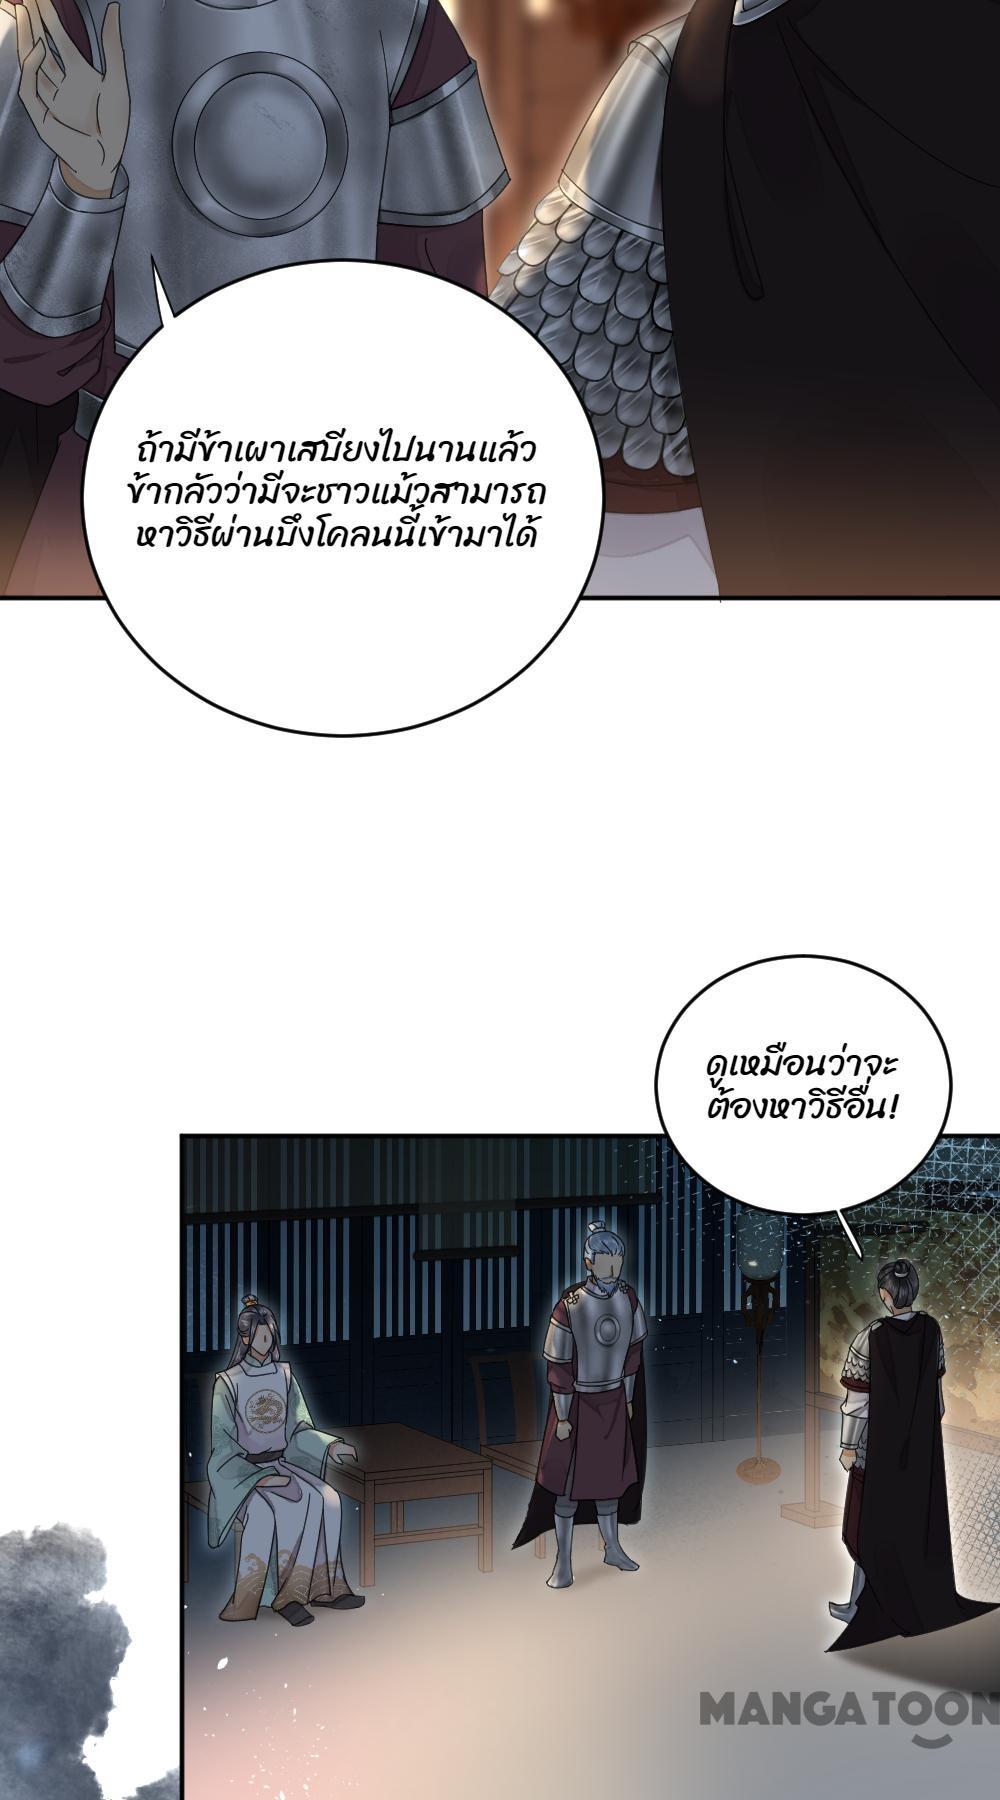 ถ้ามีข้าเผาเสบียงไปนานแล้ว
ข้ากลัวว่ามีจะชาวแม้วสามารถ
หาวิธีผ่านบึงโคลนนี้เข้ามาได้
ดูเหมือนว่าจะ
ต้องหาวิธีอื่น!
MANGATOON